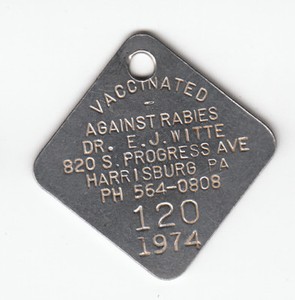 VACCINATED
-
AGAINST RABIES
DR. E.J. WITTE
820 S. PROGRESS AVE
HARRISBURG PA
PH 564-0808
120
1974